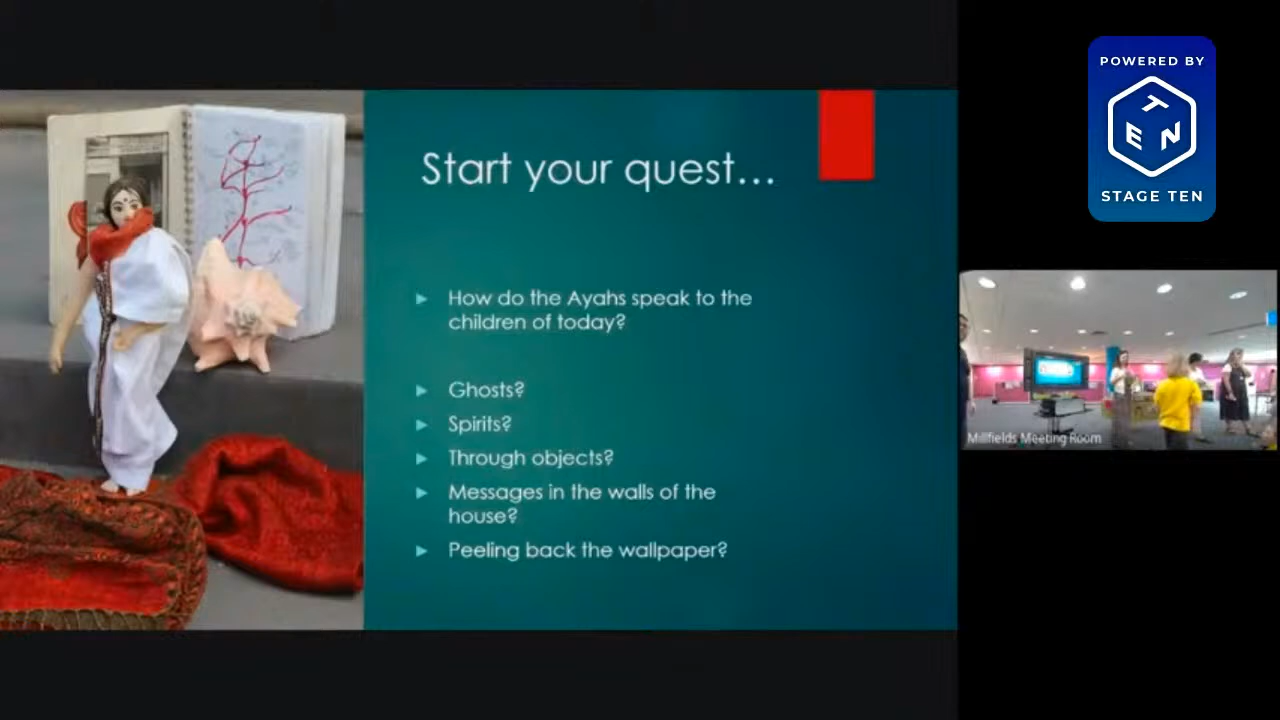 Start your quest...
How do the Ayahs speak to the
children of today?
Ghosts?
Spirits?
Through objects?
Messages in the walls of the
house?
Peeling back the wallpaper?
POWERED BY
TEN
STAGE TEN
Millfields Meeting Room